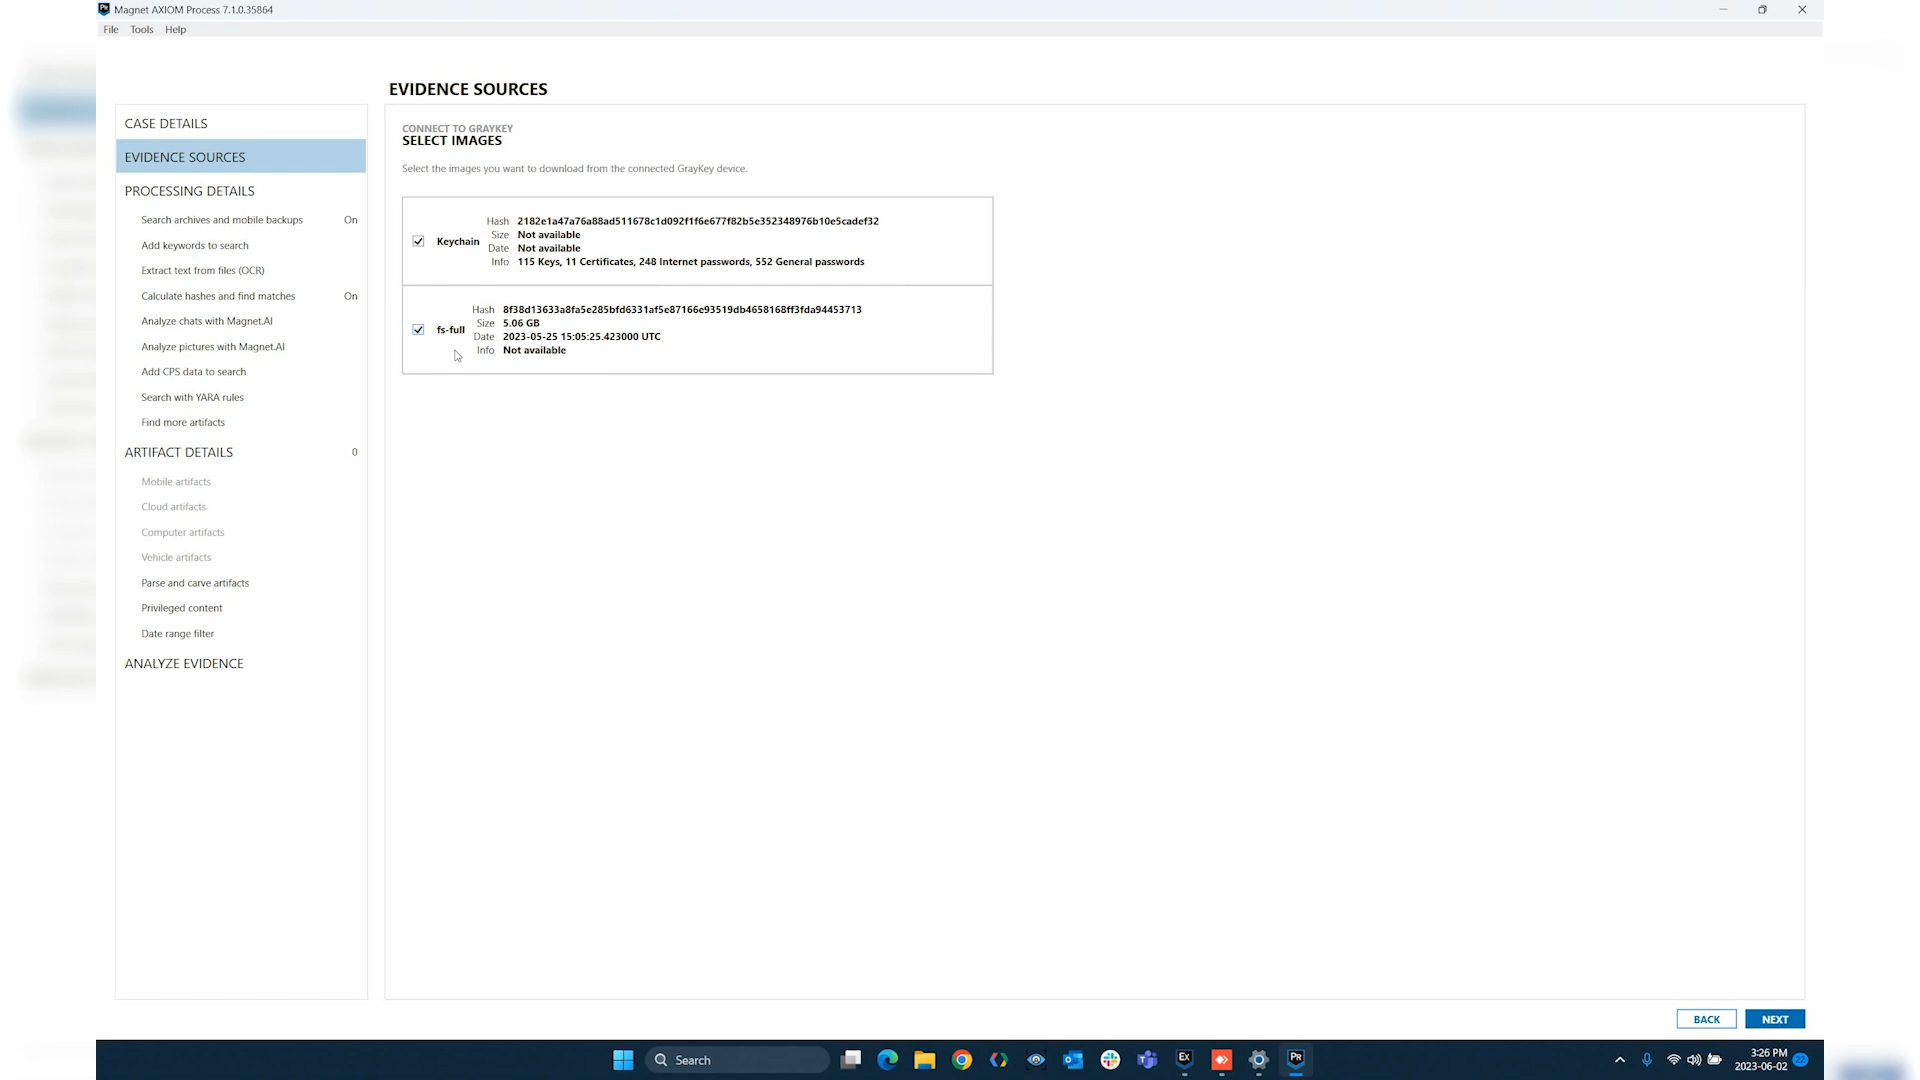 Magnet AXIOM Process 7.1.0.35864
File Tools Help
EVIDENCE SOURCES
CASE DETAILS
EVIDENCE SOURCES
PROCESSING DETAILS
Search archives and mobile backups On
Add keywords to search
Extract text from files (OCR)
Calculate hashes and find matches On
Analyze chats with Magnet.AI
Analyze pictures with Magnet.AI
Add CPS data to search
Search with YARA rules
Find more artifacts
ARTIFACT DETAILS 0
Mobile artifacts
Cloud artifacts
Computer artifacts
Vehicle artifacts
Parse and carve artifacts
Privileged content
Date range filter
ANALYZE EVIDENCE
CONNECT TO GRAYKEY
SELECT IMAGES
Select the images you want to download from the connected GrayKey device.
Keychain
Hash 2182e1a47a76a88ad511678c1d092f1f6e677f82b5e352348976b10e5cadef32
Size Not available
Date Not available
Info 115 Keys, 11 Certificates, 248 Internet passwords, 552 General passwords
fs-full
Hash 8f38d13633a8fa5e285bfd6331af5e87166e93519db4658168ff3fda94453713
Size 5.06 GB
Date 2023-05-25 15:05:25.423000 UTC
Info Not available
BACK NEXT
Search
EX
PR
3:26 PM
2023-06-02
22